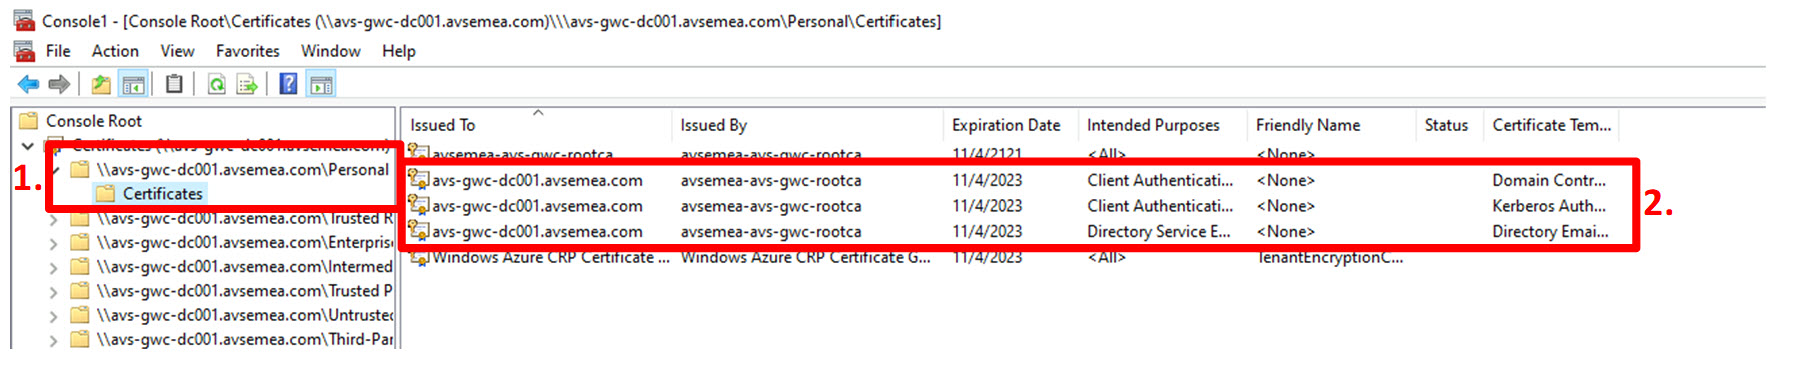 Console1 - [Console Root\Certificates (\\avs-gwc-dc001.avsemea.com)\\\avs-gwc-dc001.avsemea.com\Personal\Certificates]
File Action View Favorites Window Help
Console Root
Certificates (\\avs-gwc-dc001.avsemea.com)
1.
\\avs-gwc-dc001.avsemea.com\Personal
Certificates
\\avs-gwc-dc001.avsemea.com\Trusted R
\\avs-gwc-dc001.avsemea.com\Enterprise
\\avs-gwc-dc001.avsemea.com\Intermed
\\avs-gwc-dc001.avsemea.com\Trusted P
\\avs-gwc-dc001.avsemea.com\Untrusted
\\avs-gwc-dc001.avsemea.com\Third-Par
Issued To Issued By Expiration Date Intended Purposes Friendly Name Status Certificate Tem...
avsemea-avs-gwc-rootca avsemea-avs-gwc-rootca 11/4/2121 <All> <None>
avs-gwc-dc001.avsemea.com avsemea-avs-gwc-rootca 11/4/2023 Client Authenticati... <None> Domain Contr...
avs-gwc-dc001.avsemea.com avsemea-avs-gwc-rootca 11/4/2023 Client Authenticati... <None> Kerberos Auth...
avs-gwc-dc001.avsemea.com avsemea-avs-gwc-rootca 11/4/2023 Directory Service E... <None> Directory Emai...
2.
Windows Azure CRP Certificate ... Windows Azure CRP Certificate G... 11/4/2023 <All> TenantEncryptionC...